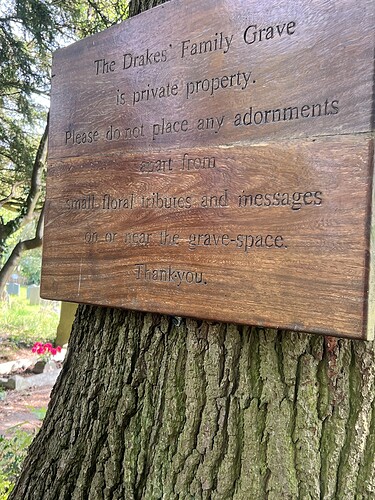 The Drakes' Family Grave
is private property.
Please do not place any adornments
apart from
small floral tributes and messages
on or near the grave-space.
Thankyou.